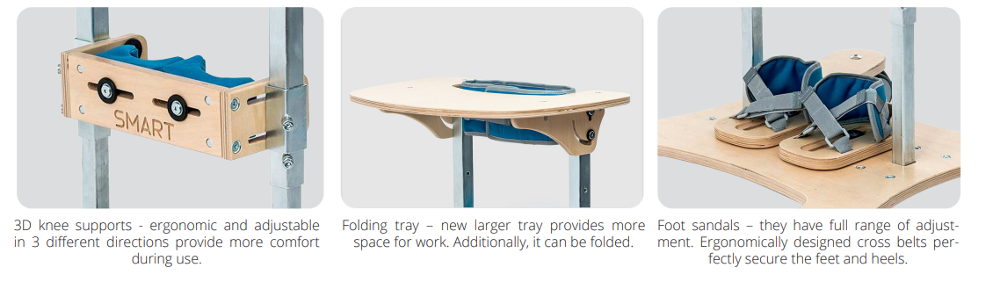 SMART
3D knee supports - ergonomic and adjustable
in 3 different directions provide more comfort
during use.
Folding tray – new larger tray provides more
space for work. Additionally, it can be folded.
Foot sandals – they have full range of adjust-
ment. Ergonomically designed cross belts per-
fectly secure the feet and heels.